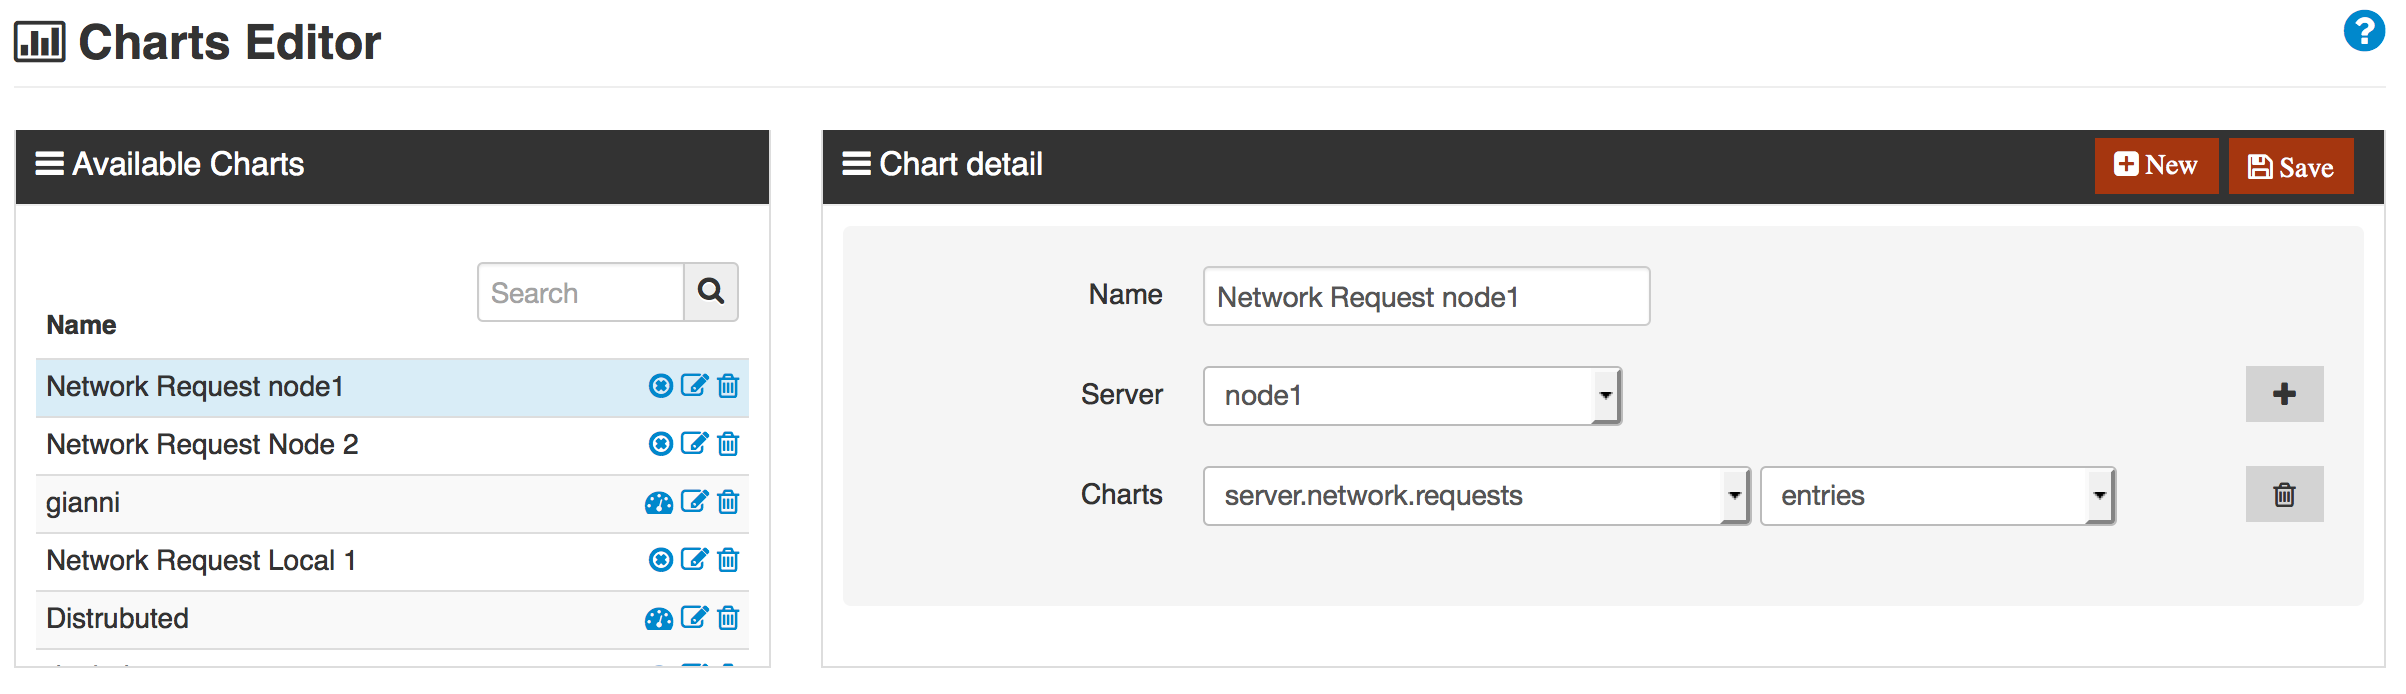 Charts Editor
?
Available Charts
Search
Name
Network Request node1
Network Request Node 2
gianni
Network Request Local 1
Distrubuted
Chart detail
New
Save
Name
Network Request node1
Server
node1
Charts
server.network.requests
entries